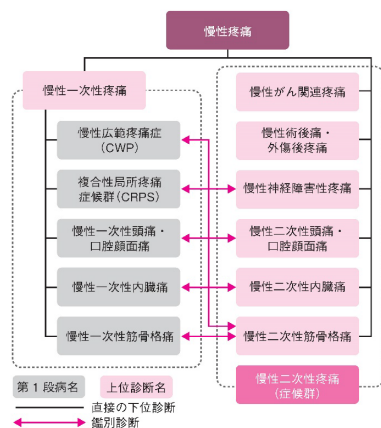 慢性疼痛
慢性一次性疼痛
慢性広範疼痛症
(CWP)
複合性局所疼痛
症候群(CRPS)
慢性一次性頭痛・
口腔顔面痛
慢性一次性内臓痛
慢性一次性筋骨格痛
慢性がん関連疼痛
慢性術後痛・
外傷後疼痛
慢性神経障害性疼痛
慢性二次性頭痛・
口腔顔面痛
慢性二次性内臓痛
慢性二次性筋骨格痛
慢性二次性疼痛
(症候群)
第1段病名
上位診断名
直接の下位診断
鑑別診断